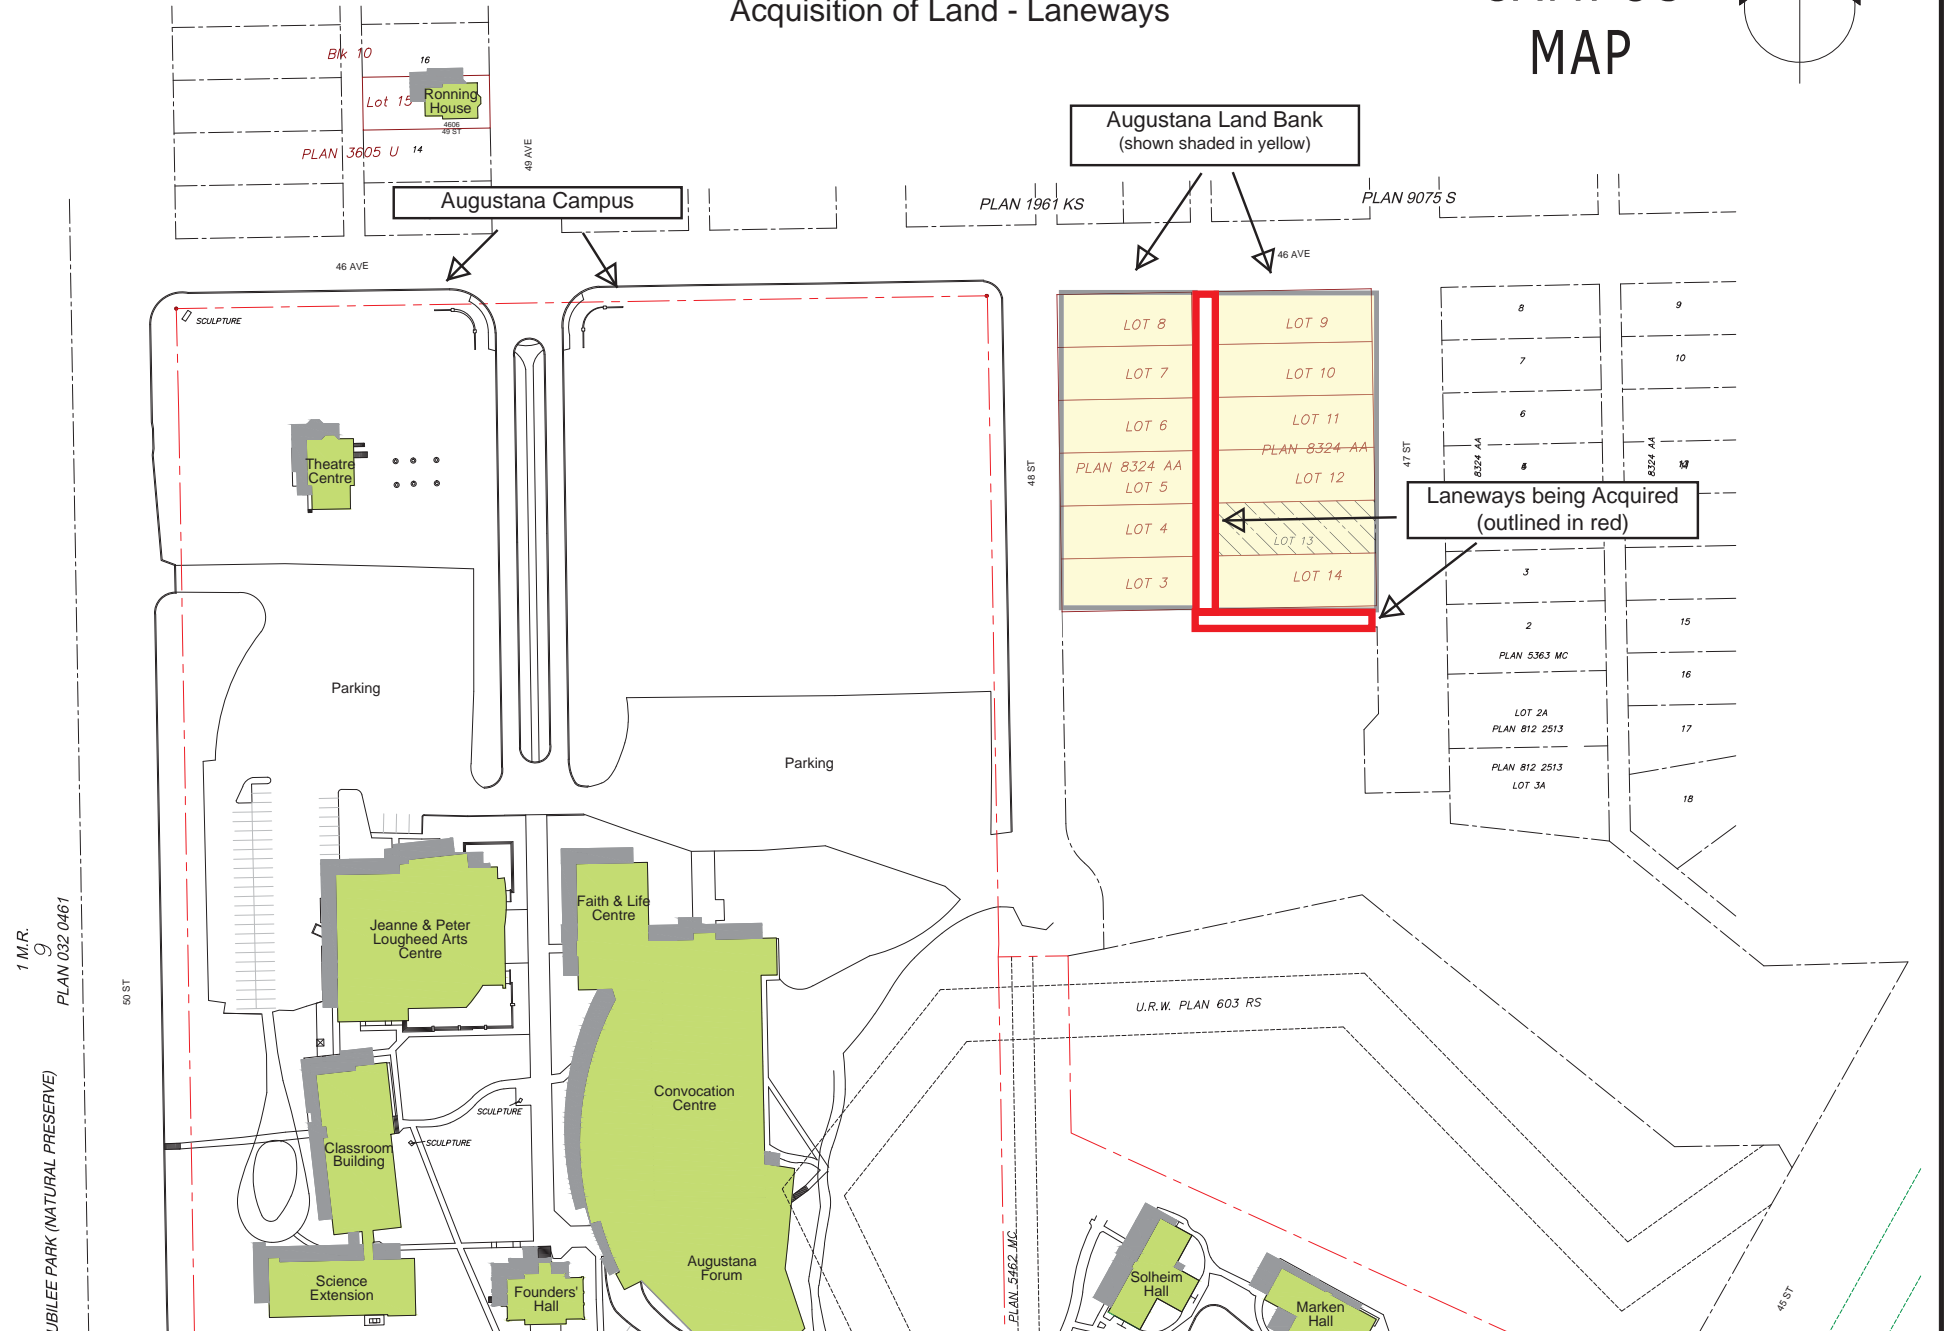 Acquisition of Land - Laneways
MAP
Blk 10
16
Lot 15
Ronning
House
4606
49 ST
PLAN 3605 U
14
49 AVE
Augustana Campus
Augustana Land Bank
(shown shaded in yellow)
PLAN 1961 KS
PLAN 9075 S
46 AVE
46 AVE
SCULPTURE
LOT 8
LOT 9
LOT 7
LOT 10
LOT 6
LOT 11
PLAN 8324 AA
PLAN 8324 AA
LOT 5
LOT 12
LOT 4
LOT 13
LOT 3
LOT 14
48 ST
47 ST
8
9
7
10
6
8324 AA
8324 AA
Laneways being Acquired
(outlined in red)
3
2
15
PLAN 5363 MC
16
LOT 2A
PLAN 812 2513
17
PLAN 812 2513
LOT 3A
18
Theatre
Centre
Parking
Parking
Jeanne & Peter
Lougheed Arts
Centre
Faith & Life
Centre
1 M.R.
9
PLAN 032 0461
50 ST
U.R.W. PLAN 603 RS
Convocation
Centre
SCULPTURE
SCULPTURE
Classroom
Building
UBILEE PARK (NATURAL PRESERVE)
Augustana
Forum
Science
Extension
Founders'
Hall
PLAN 5462 MC
Solheim
Hall
Marken
Hall
45 ST